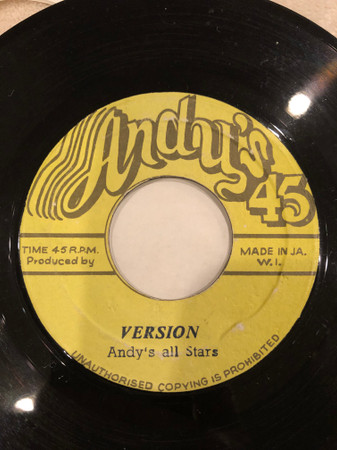 Andy's
45
TIME 45 R.P.M.
Produced by
MADE IN JA.
W.I.
VERSION
Andy's all Stars
UNAUTHORISED COPYING IS PROHIBITED